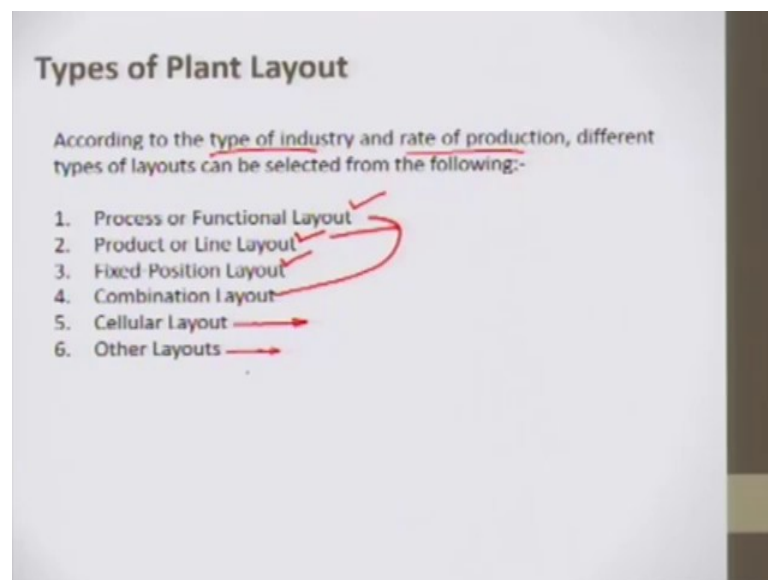 Types of Plant Layout
According to the type of industry and rate of production, different
types of layouts can be selected from the following:-
1. Process or Functional Layout
2. Product or Line Layout
3. Fixed-Position Layout
4. Combination Layout
5. Cellular Layout
6. Other Layouts